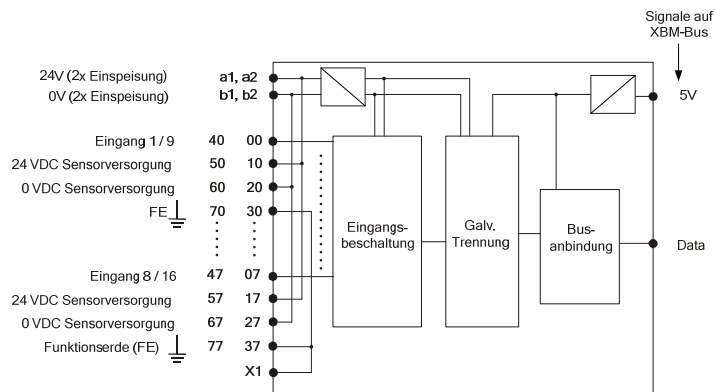 Signale auf
XBM-Bus
24V (2x Einspeisung) a1, a2
0V (2x Einspeisung) b1, b2
5V
Eingang 1 / 9 40 00
24 VDC Sensorversorgung 50 10
0 VDC Sensorversorgung 60 20
FE 70 30
Eingangs-
beschaltung
Galv.
Trennung
Bus-
anbindung
Data
Eingang 8 / 16 47 07
24 VDC Sensorversorgung 57 17
0 VDC Sensorversorgung 67 27
Funktionserde (FE) 77 37
X1